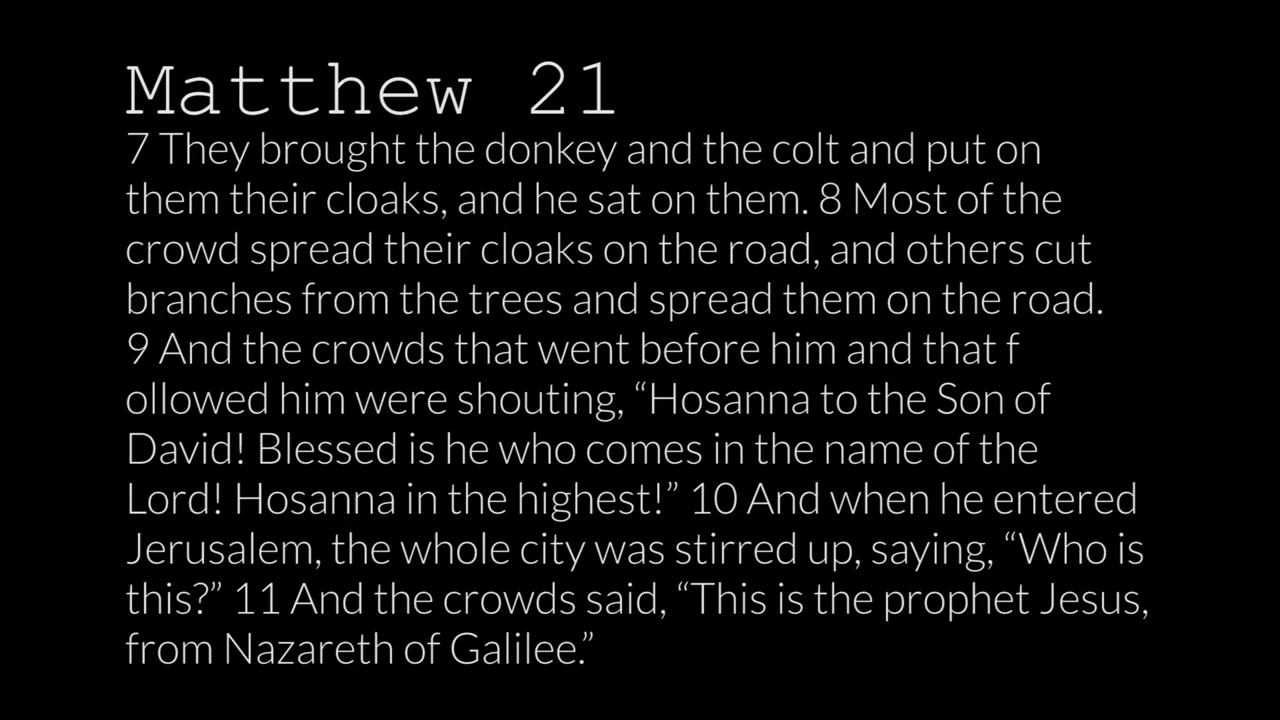 Matthew 21
7 They brought the donkey and the colt and put on
them their cloaks, and he sat on them. 8 Most of the
crowd spread their cloaks on the road, and others cut
branches from the trees and spread them on the road.
9 And the crowds that went before him and that f
ollowed him were shouting, “Hosanna to the Son of
David! Blessed is he who comes in the name of the
Lord! Hosanna in the highest!” 10 And when he entered
Jerusalem, the whole city was stirred up, saying, “Who is
this?” 11 And the crowds said, “This is the prophet Jesus,
from Nazareth of Galilee.”